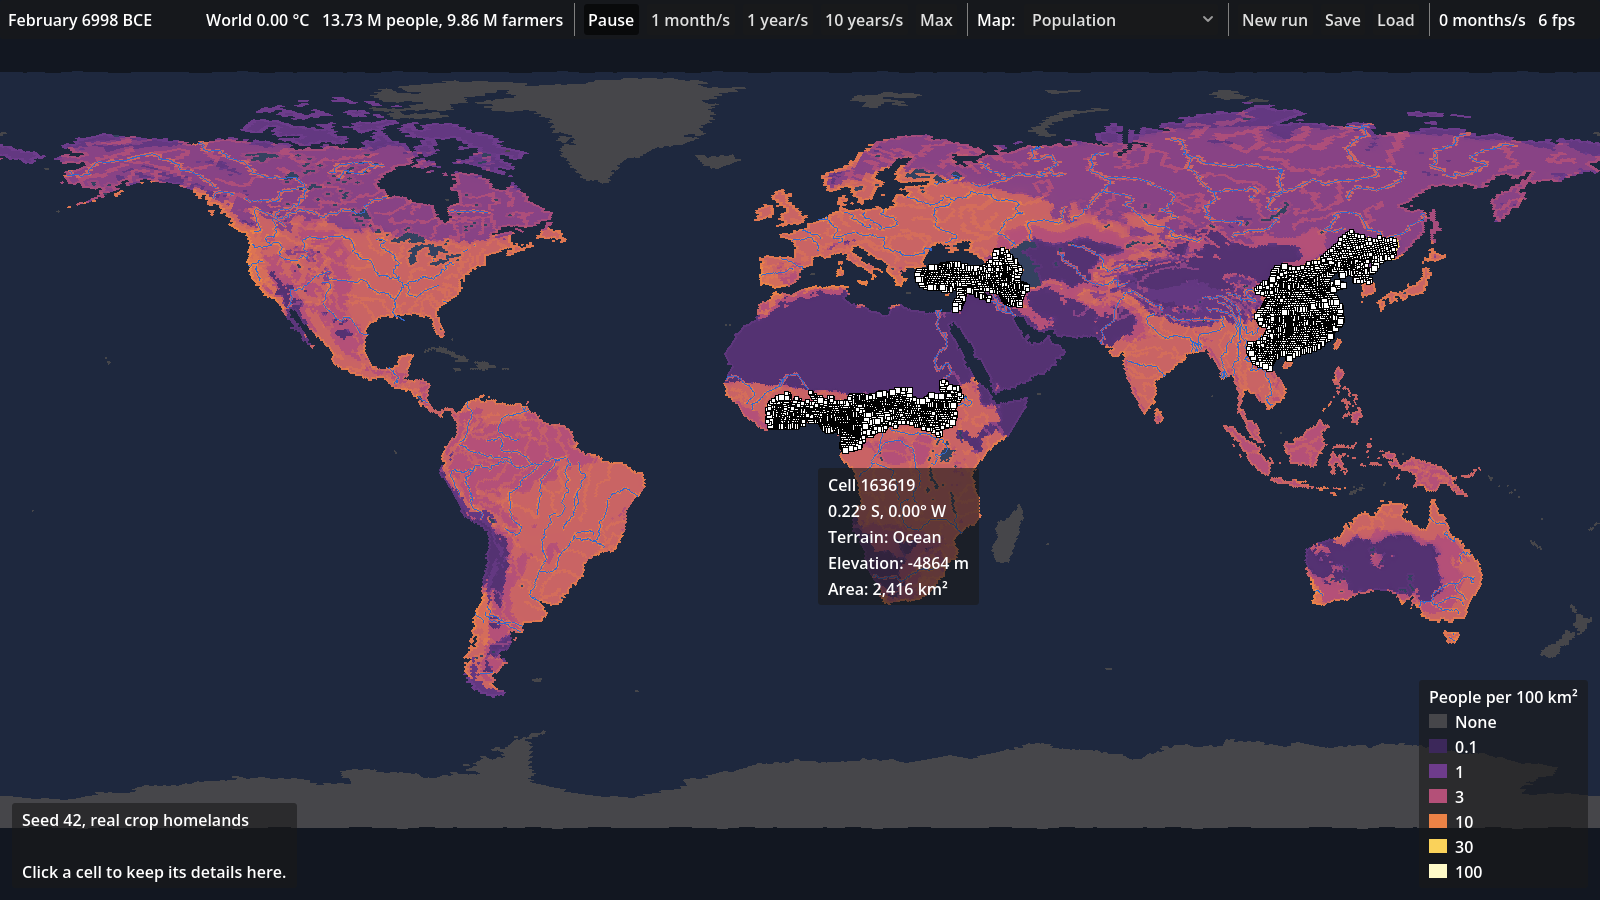 February 6998 BCE World 0.00 °C 13.73 M people, 9.86 M farmers Pause 1 month/s 1 year/s 10 years/s Max Map: Population New run Save Load 0 months/s 6 fps
Cell 163619
0.22° S, 0.00° W
Terrain: Ocean
Elevation: -4864 m
Area: 2,416 km²
People per 100 km²
None
0.1
1
3
10
30
100
Seed 42, real crop homelands
Click a cell to keep its details here.